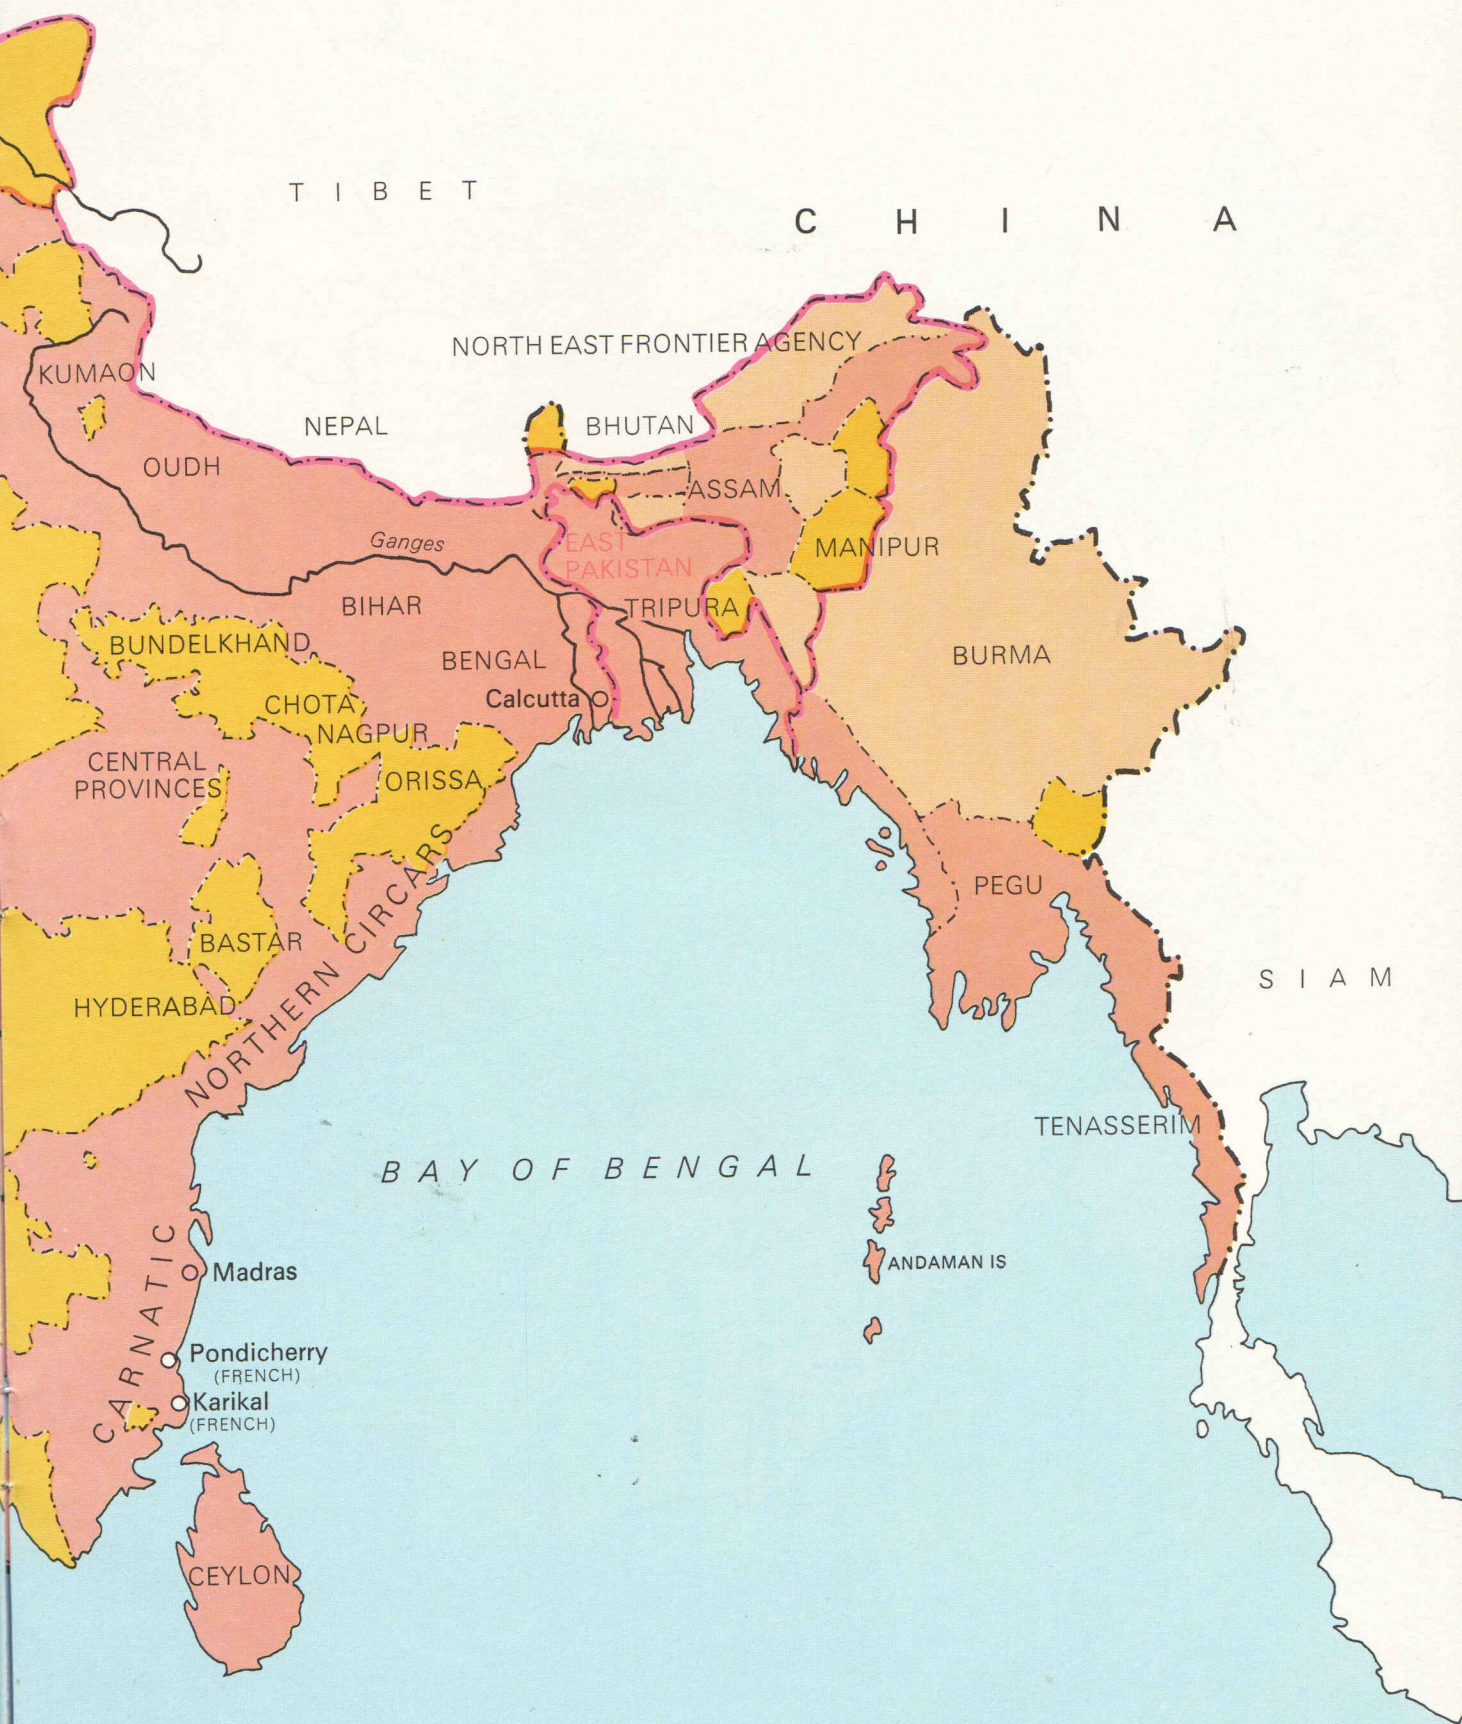 TIBET
CHINA
NORTH EAST FRONTIER AGENCY
KUMAON
NEPAL
BHUTAN
OUDH
ASSAM
Ganges
EAST
PAKISTAN
MANIPUR
BIHAR
TRIPURA
BUNDELKHAND
BENGAL
BURMA
Calcutta
CHOTA
NAGPUR
CENTRAL
PROVINCES
ORISSA
PEGU
BASTAR
NORTHERN CIRCARS
HYDERABAD
SIAM
TENASSERIM
BAY OF BENGAL
CARNATIC
Madras
ANDAMAN IS
Pondicherry
(FRENCH)
Karikal
(FRENCH)
CEYLON